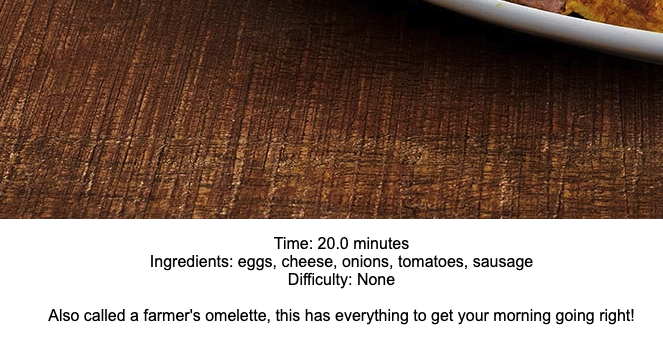 Time: 20.0 minutes
Ingredients: eggs, cheese, onions, tomatoes, sausage
Difficulty: None
Also called a farmer's omelette, this has everything to get your morning going right!